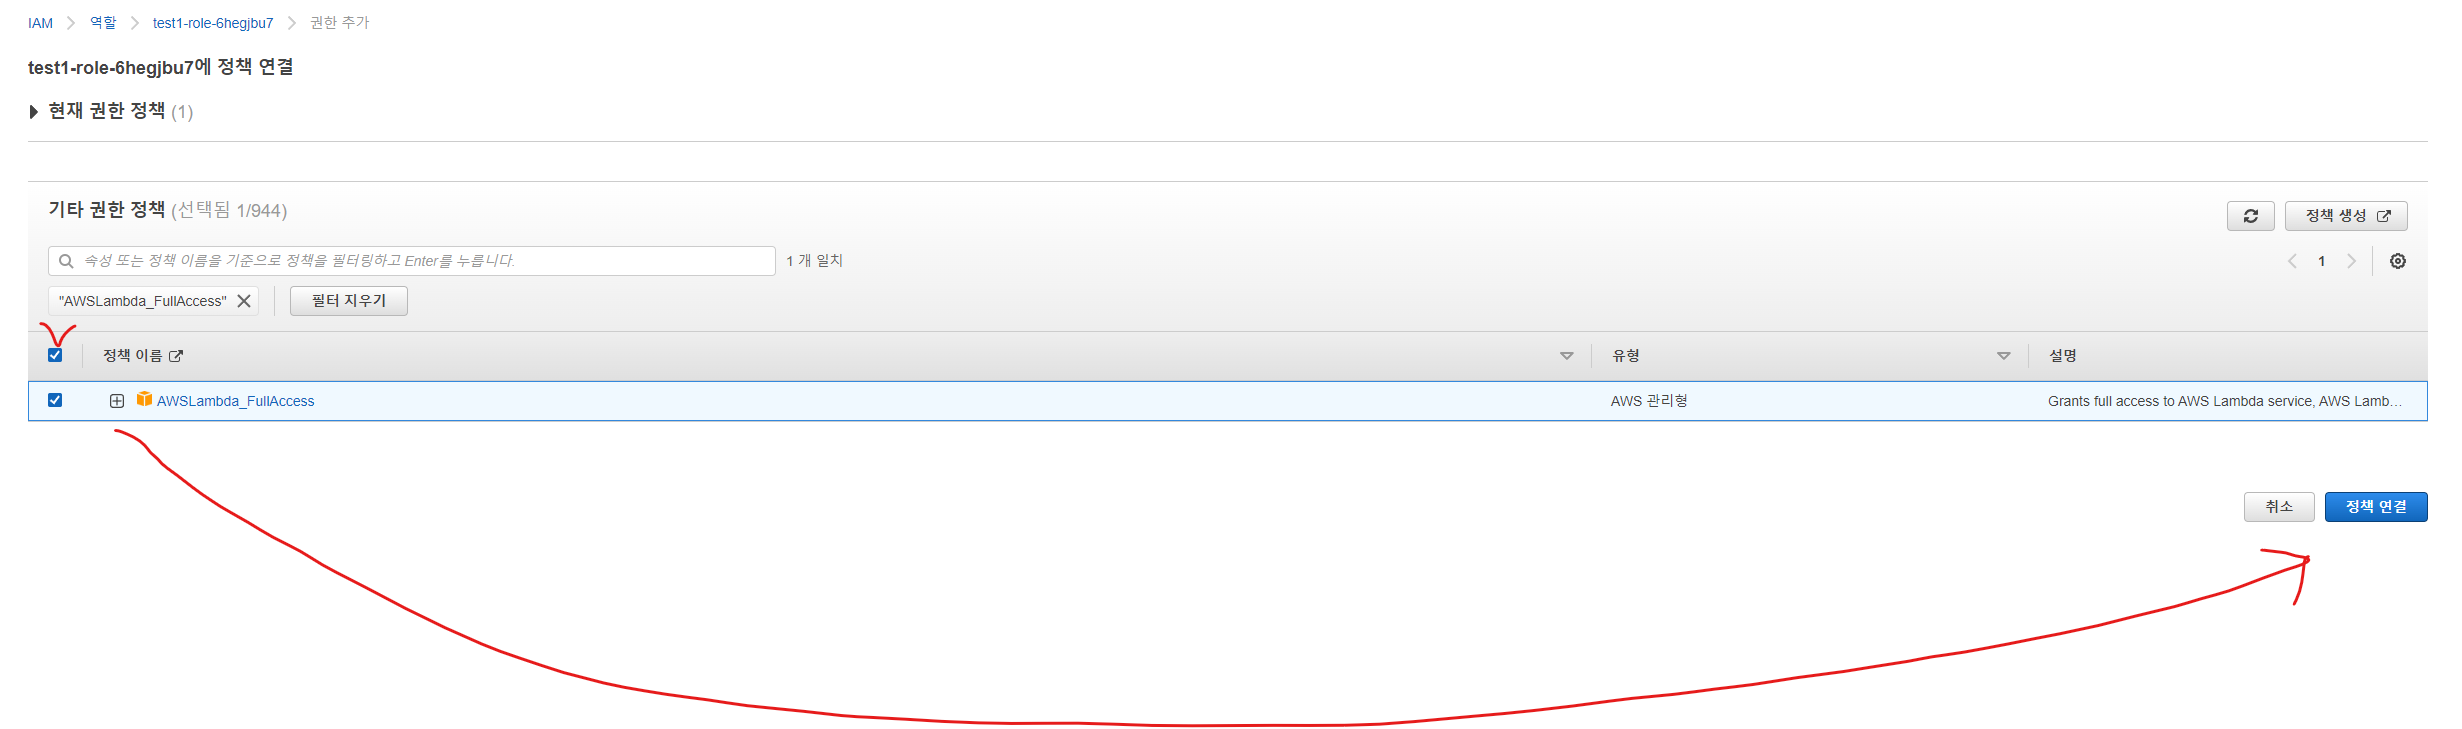 IAM 역할 test1-role-6hegjbu7 권한 추가
test1-role-6hegjbu7에 정책 연결
현재 권한 정책 (1)
기타 권한 정책 (선택됨 1/944)
정책 생성
속성 또는 정책 이름을 기준으로 정책을 필터링하고 Enter를 누릅니다.
1 개 일치
1
"AWSLambda_FullAccess"
필터 지우기
정책 이름 유형 설명
AWSLambda_FullAccess AWS 관리형 Grants full access to AWS Lambda service, AWS Lamb...
취소 정책 연결